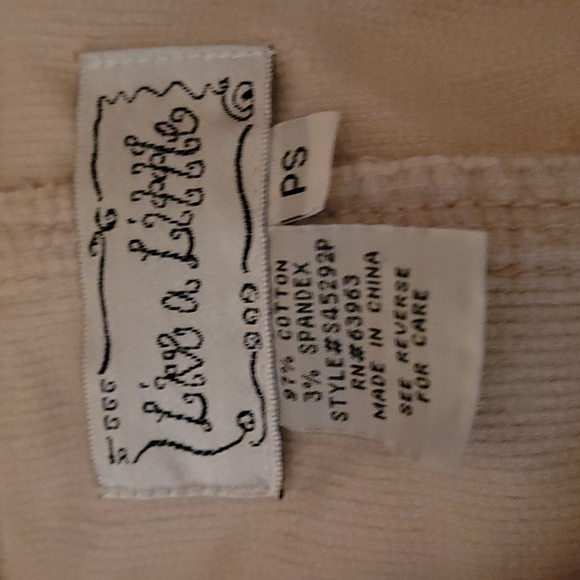 Live a Little
PS
97% COTTON
3% SPANDEX
STYLE#S45292P
RN#63963
MADE IN CHINA
SEE REVERSE
FOR CARE